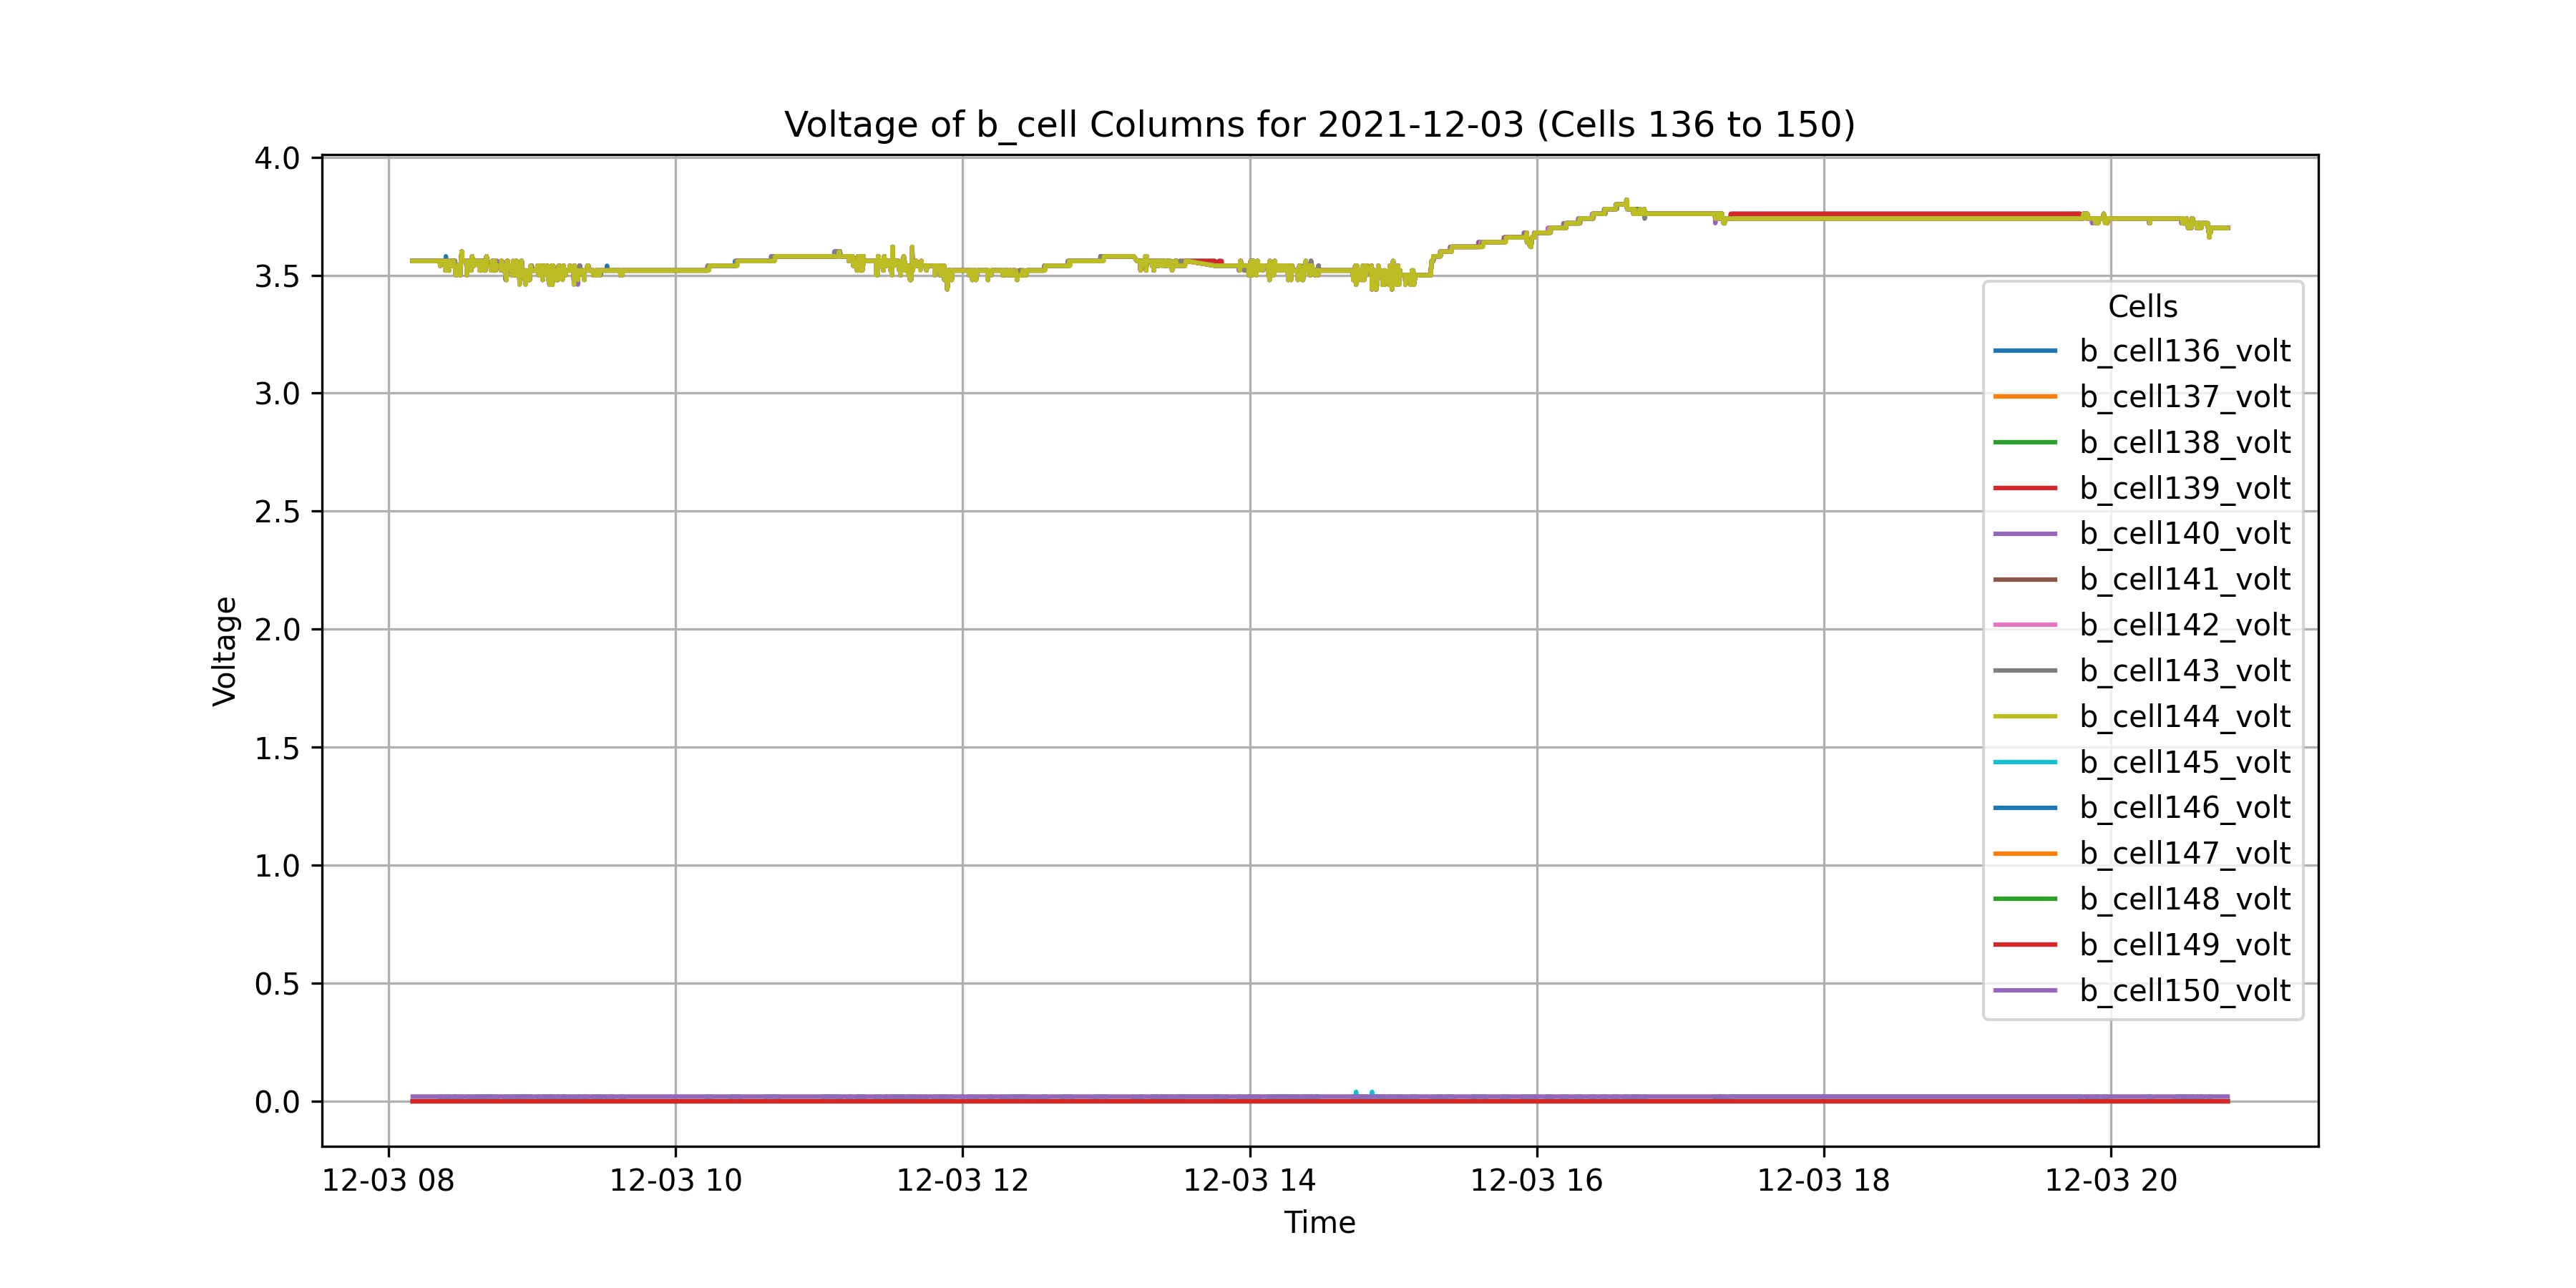 Voltage of b_cell Columns for 2021-12-03 (Cells 136 to 150)
4.0
3.5
3.0
2.5
2.0
1.5
1.0
0.5
0.0
Voltage
Cells
b_cell136_volt
b_cell137_volt
b_cell138_volt
b_cell139_volt
b_cell140_volt
b_cell141_volt
b_cell142_volt
b_cell143_volt
b_cell144_volt
b_cell145_volt
b_cell146_volt
b_cell147_volt
b_cell148_volt
b_cell149_volt
b_cell150_volt
12-03 08 12-03 10 12-03 12 12-03 14 12-03 16 12-03 18 12-03 20
Time